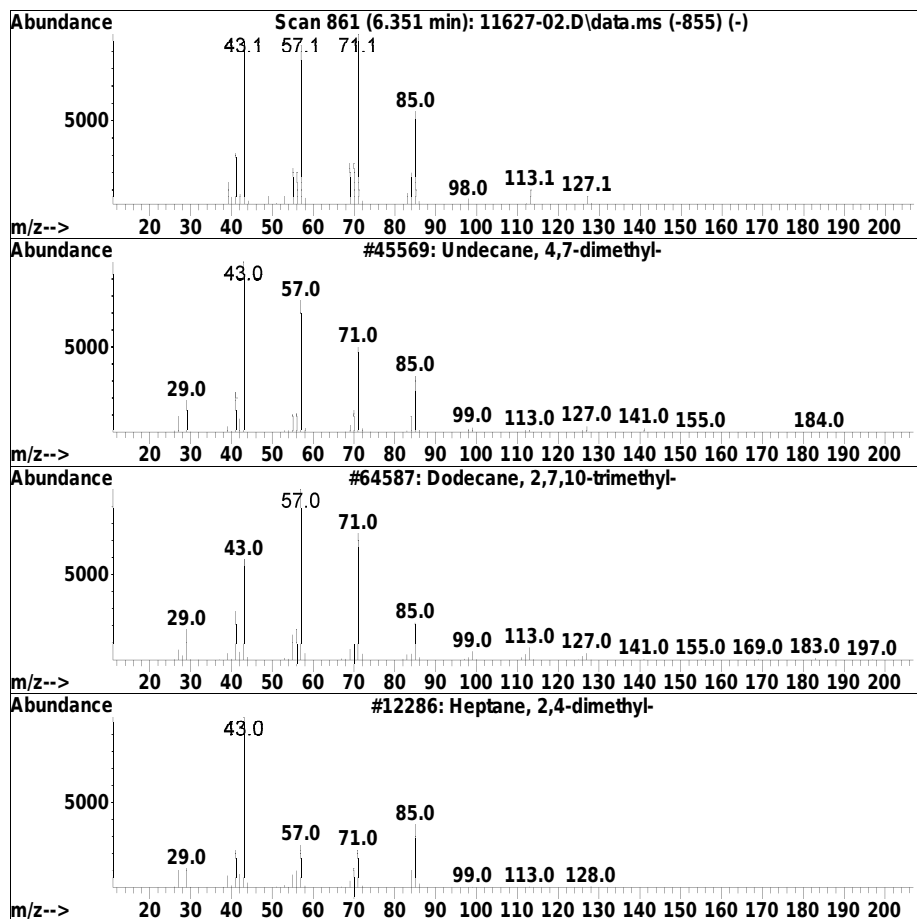 Abundance Scan 861 (6.351 min): 11627-02.D\data.ms (-855) (-)
43.1 57.1 71.1
85.0
5000
98.0 113.1 127.1
20 30 40 50 60 70 80 90 100 110 120 130 140 150 160 170 180 190 200
m/z-->
Abundance #45569: Undecane, 4,7-dimethyl-
43.0
57.0
71.0
5000
85.0
29.0
99.0 113.0 127.0 141.0 155.0 184.0
20 30 40 50 60 70 80 90 100 110 120 130 140 150 160 170 180 190 200
m/z-->
Abundance #64587: Dodecane, 2,7,10-trimethyl-
57.0
71.0
43.0
5000
85.0
29.0
99.0 113.0 127.0 141.0 155.0 169.0 183.0 197.0
20 30 40 50 60 70 80 90 100 110 120 130 140 150 160 170 180 190 200
m/z-->
Abundance #12286: Heptane, 2,4-dimethyl-
43.0
5000
85.0
57.0 71.0
29.0
99.0 113.0 128.0
20 30 40 50 60 70 80 90 100 110 120 130 140 150 160 170 180 190 200
m/z-->